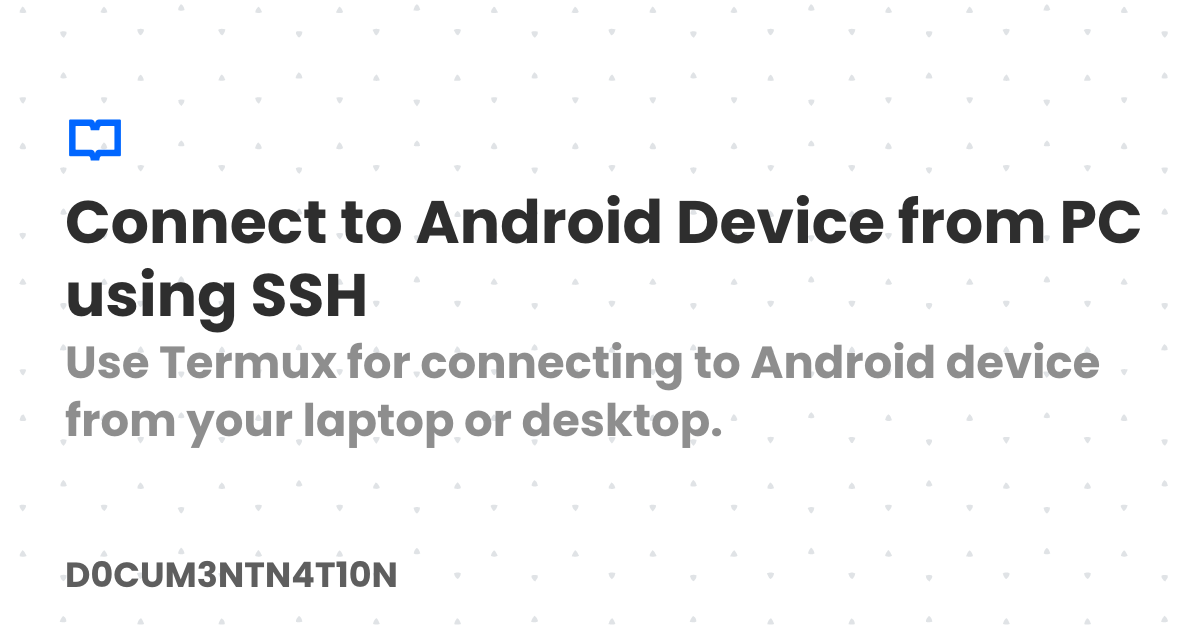 Connect to Android Device from PC
using SSH
Use Termux for connecting to Android device
from your laptop or desktop.
D0CUM3NTN4T10N